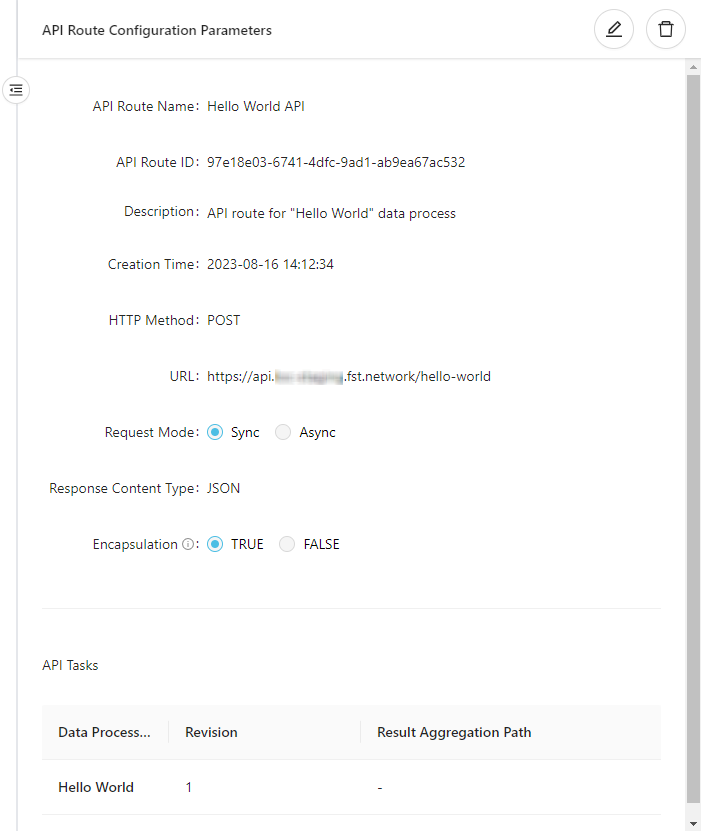 API Route Configuration Parameters
API Route Name: Hello World API
API Route ID: 97e18e03-6741-4dfc-9ad1-ab9ea67ac532
Description: API route for "Hello World" data process
Creation Time: 2023-08-16 14:12:34
HTTP Method: POST
URL: https://api. .fst.network/hello-world
Request Mode: Sync Async
Response Content Type: JSON
Encapsulation : TRUE FALSE
API Tasks
Data Process... Revision Result Aggregation Path
Hello World 1 -